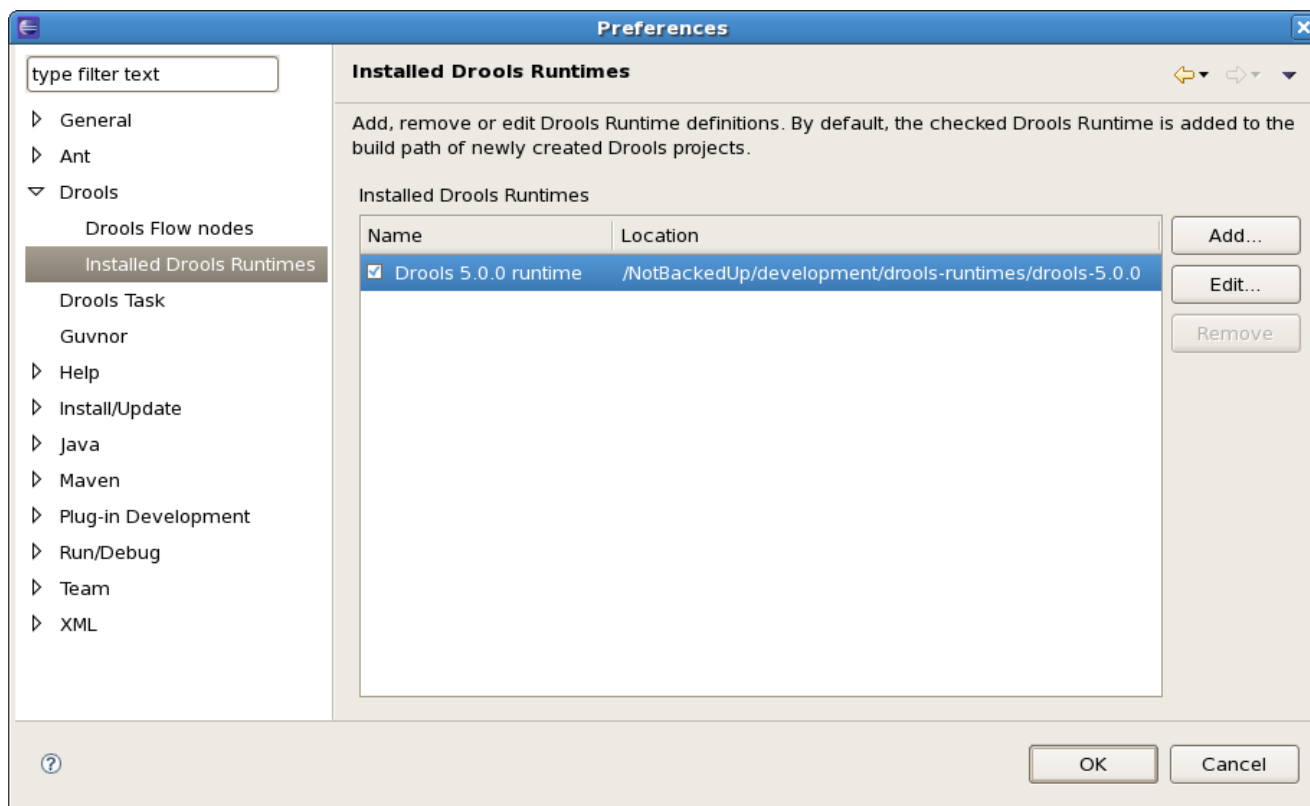 Preferences
type filter text
General
Ant
Drools
Drools Flow nodes
Installed Drools Runtimes
Drools Task
Guvnor
Help
Install/Update
Java
Maven
Plug-in Development
Run/Debug
Team
XML
Installed Drools Runtimes
Add, remove or edit Drools Runtime definitions. By default, the checked Drools Runtime is added to the
build path of newly created Drools projects.
Installed Drools Runtimes
Name Location
Drools 5.0.0 runtime /NotBackedUp/development/drools-runtimes/drools-5.0.0
Add...
Edit...
Remove
OK Cancel